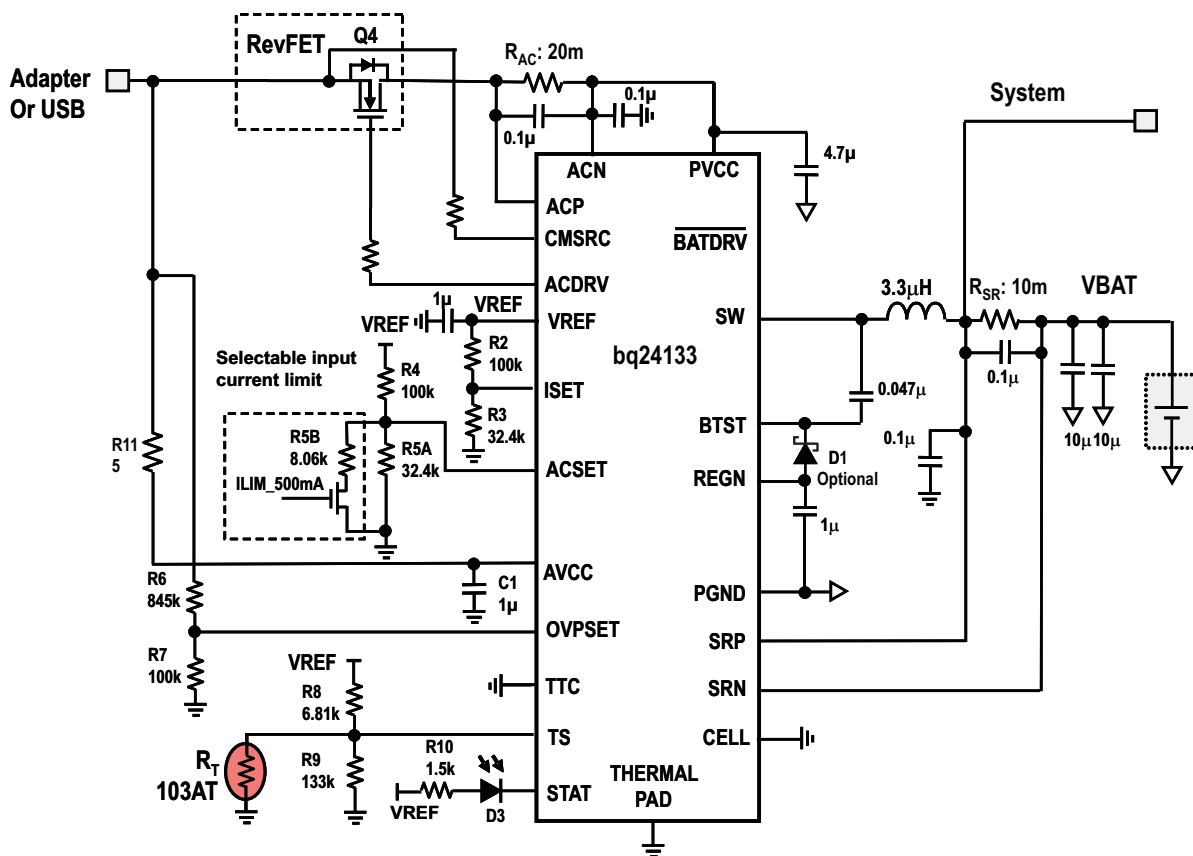 RevFET
Q4
Adapter
Or USB
R_AC: 20m
0.1µ
0.1µ
System
4.7µ
ACN
PVCC
ACP
CMSRC
BATDRV
ACDRV
1µ
VREF
VREF
VREF
SW
3.3µH
R_SR: 10m
VBAT
Selectable input
current limit
R4
100k
R2
100k
bq24133
ISET
R3
32.4k
0.047µ
0.1µ
10µ
10µ
BTST
R5B
8.06k
R5A
32.4k
0.1µ
D1
Optional
R11
5
ILIM_500mA
ACSET
REGN
1µ
AVCC
C1
1µ
R6
845k
PGND
OVPSET
SRP
R7
100k
VREF
R8
6.81k
TTC
SRN
TS
CELL
R_T
103AT
R9
133k
R10
1.5k
VREF
D3
STAT
THERMAL
PAD